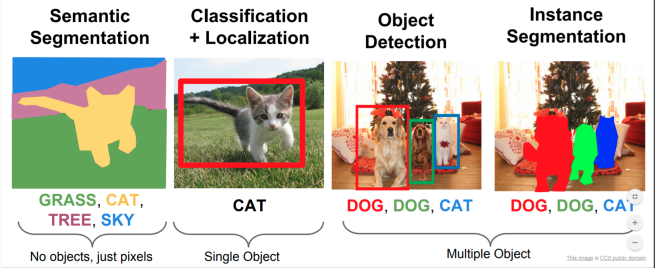 Semantic
Segmentation
Classification
+ Localization
Object
Detection
Instance
Segmentation
GRASS, CAT,
TREE, SKY
CAT
DOG, DOG, CAT
DOG, DOG, CAT
No objects, just pixels
Single Object
Multiple Object
This image is CC0 public domain